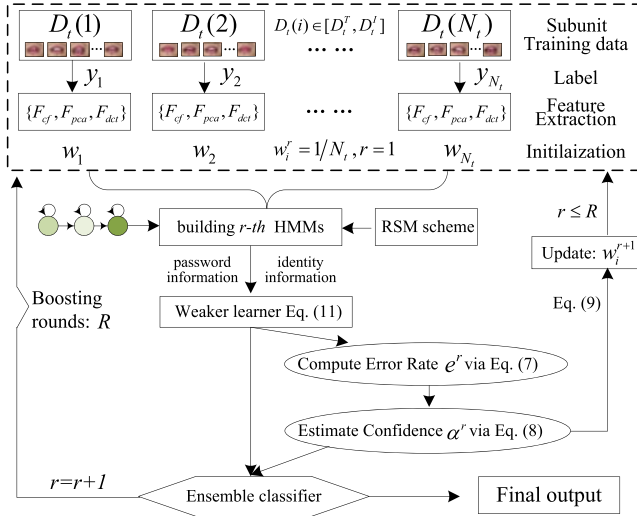 D_t(1) D_t(2) D_t(i)∈[D_t^T, D_t^I] D_t(N_t) Subunit
...... Training data
y_1 y_2 y_{N_t} Label
{F_cf, F_pca, F_dct} {F_cf, F_pca, F_dct} ...... {F_cf, F_pca, F_dct} Feature
Extraction
w_1 w_2 w_i^r = 1/N_t, r = 1 w_{N_t} Initilaization
r ≤ R
building r-th HMMs RSM scheme
Update: w_i^{r+1}
password identity
information information
Eq. (9)
Boosting
rounds: R
Weaker learner Eq. (11)
Compute Error Rate e^r via Eq. (7)
Estimate Confidence α^r via Eq. (8)
r=r+1
Ensemble classifier
Final output